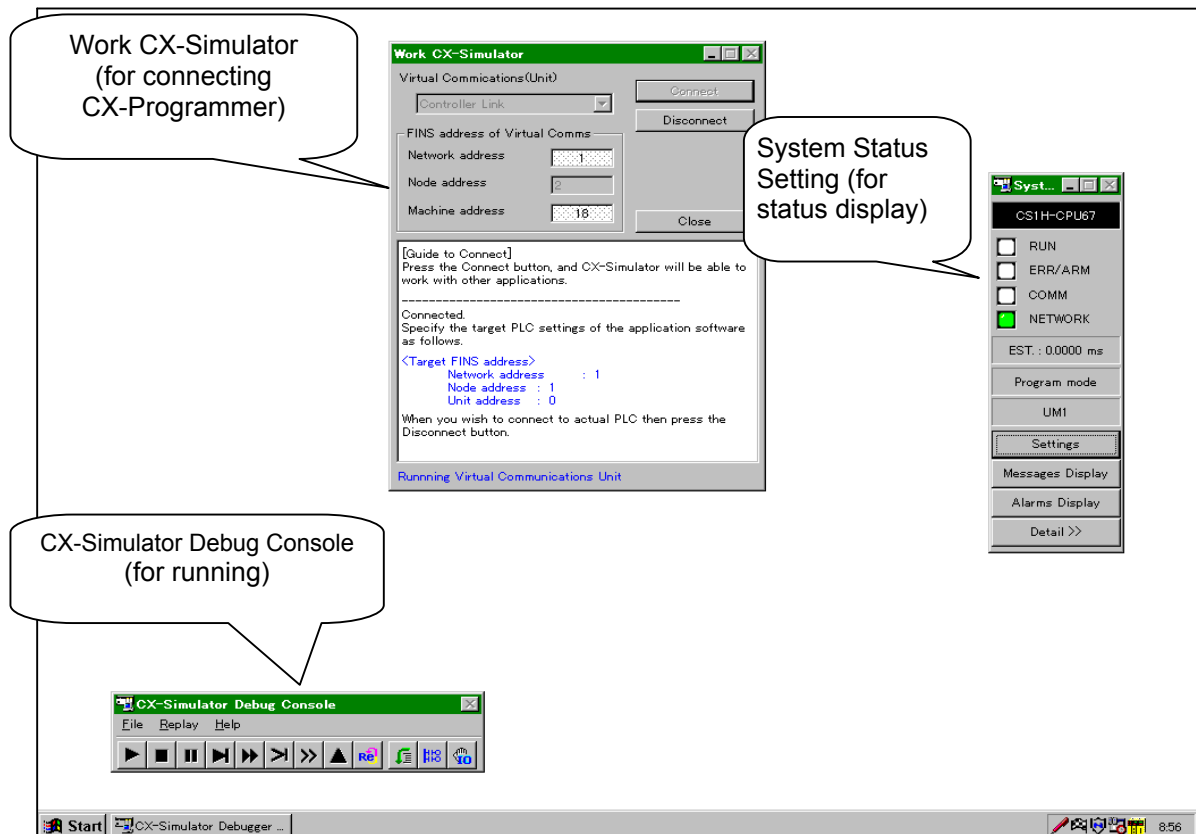 Work CX-Simulator
(for connecting
CX-Programmer)
Work CX-Simulator
Virtual Commications(Unit)
Controller Link
Connect
Disconnect
FINS address of Virtual Comms
Network address
1
Node address
2
Machine address
18
Close
[Guide to Connect]
Press the Connect button, and CX-Simulator will be able to
work with other applications.
------------------------------------------
Connected.
Specify the target PLC settings of the application software
as follows.
<Target FINS address>
Network address : 1
Node address : 1
Unit address : 0
When you wish to connect to actual PLC then press the
Disconnect button.
Runnning Virtual Communications Unit
System Status
Setting (for
status display)
Syst...
CS1H-CPU67
RUN
ERR/ARM
COMM
NETWORK
EST. : 0.0000 ms
Program mode
UM1
Settings
Messages Display
Alarms Display
Detail >>
CX-Simulator Debug Console
(for running)
CX-Simulator Debug Console
File Replay Help
Re
IO
Start
CX-Simulator Debugger ...
8:56